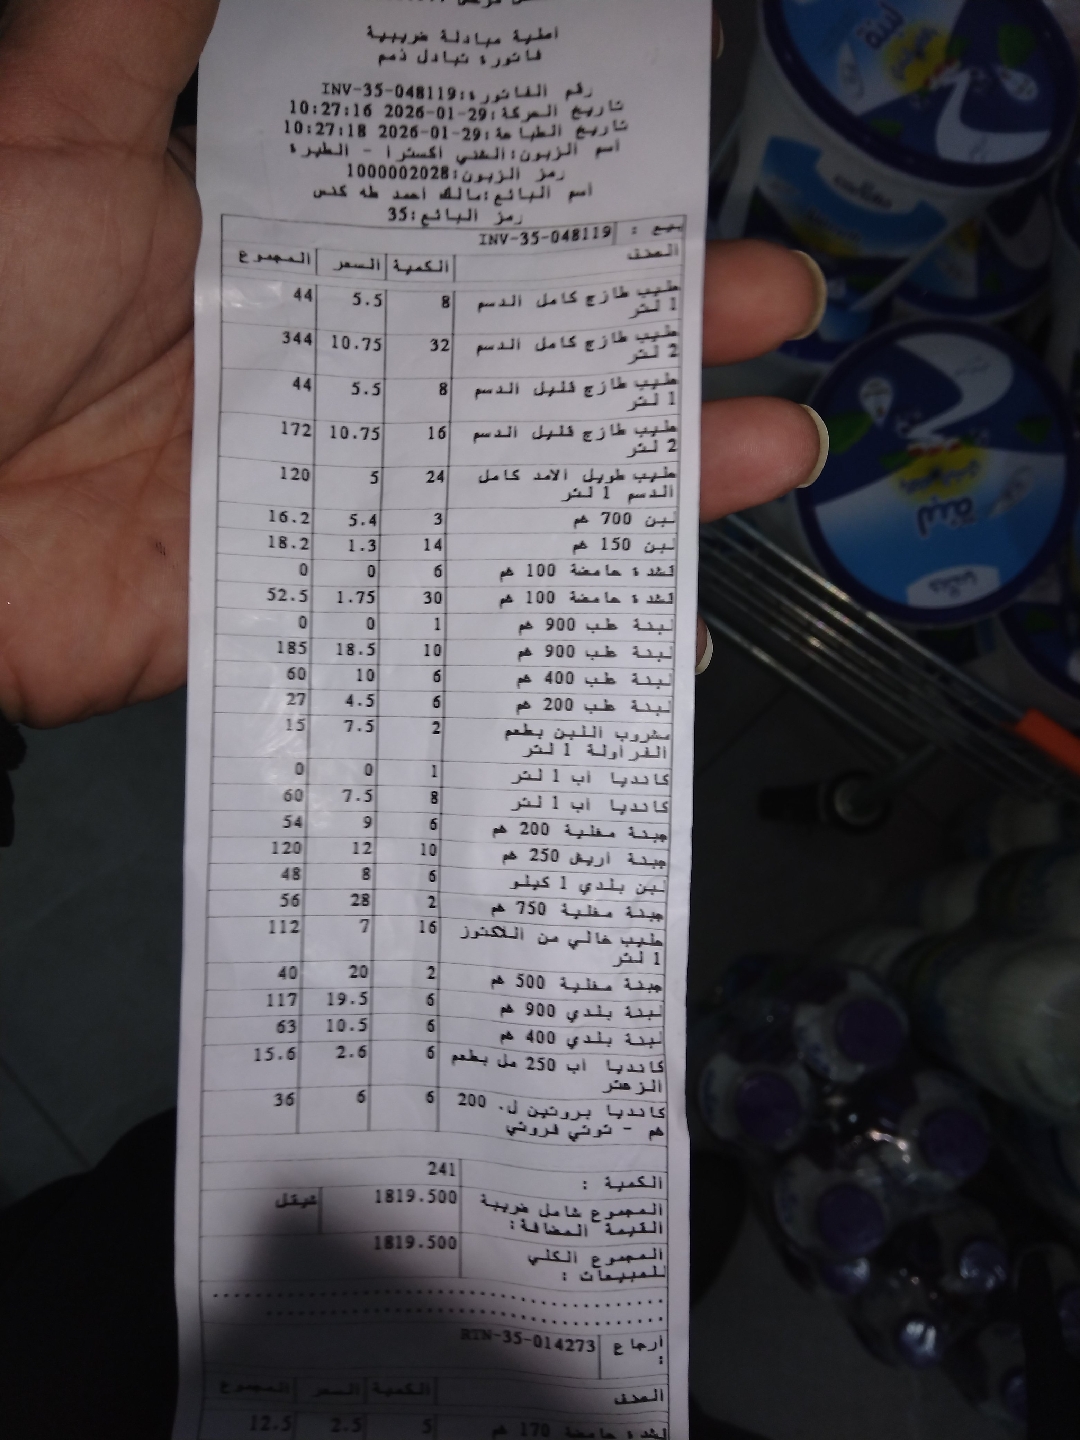 أصلية مبادلة ضريبية
فاتورة تبادل ذمم
رقم الفاتورة:INV-35-048119
تاريخ الحركة:29-01-2026 10:27:16
تاريخ الطباعة:29-01-2026 10:27:18
اسم الزبون:الشني اكسترا - الطيرة
رمز الزبون:1000002028
اسم البائع:مالك احمد طه كنس
رمز البائع:35
بيع : INV-35-048119
الصنف الكمية السعر المجموع
حليب طازج كامل الدسم 8 5.5 44
1 لتر
حليب طازج كامل الدسم 32 10.75 344
2 لتر
حليب طازج قليل الدسم 8 5.5 44
1 لتر
حليب طازج قليل الدسم 16 10.75 172
2 لتر
حليب طويل الامد كامل 24 5 120
الدسم 1 لتر
لبن 700 غم 3 5.4 16.2
لبن 150 غم 14 1.3 18.2
قشدة حامضة 100 غم 6 0 0
قشدة حامضة 100 غم 30 1.75 52.5
لبنة طب 900 غم 1 0 0
لبنة طب 900 غم 10 18.5 185
لبنة طب 400 غم 6 10 60
لبنة طب 200 غم 6 4.5 27
مشروب اللبن بطعم 2 7.5 15
الفراولة 1 لتر
كانديا أب 1 لتر 1 0 0
كانديا أب 1 لتر 8 7.5 60
جبنة مغلية 200 غم 6 9 54
جبنة اريش 250 غم 10 12 120
لبن بلدي 1 كيلو 6 8 48
جبنة مغلية 750 غم 2 28 56
حليب خالي من اللاكتوز 16 7 112
1 لتر
جبنة مغلية 500 غم 2 20 40
لبنة بلدي 900 غم 6 19.5 117
لبنة بلدي 400 غم 6 10.5 63
كانديا أب 250 مل بطعم 6 2.6 15.6
الزعتر
كانديا بروتين ل. 200 6 6 36
غم - توتي فروتي
الكمية : 241
المجموع شامل ضريبة 1819.500 شيقل
القيمة المضافة:
المجموع الكلي 1819.500
للمبيعات :
أرجاع RTN-35-014273
:
الصنف الكمية السعر المجموع
قشدة حامضة 170 غم 5 2.5 12.5
لبنة
لبنة